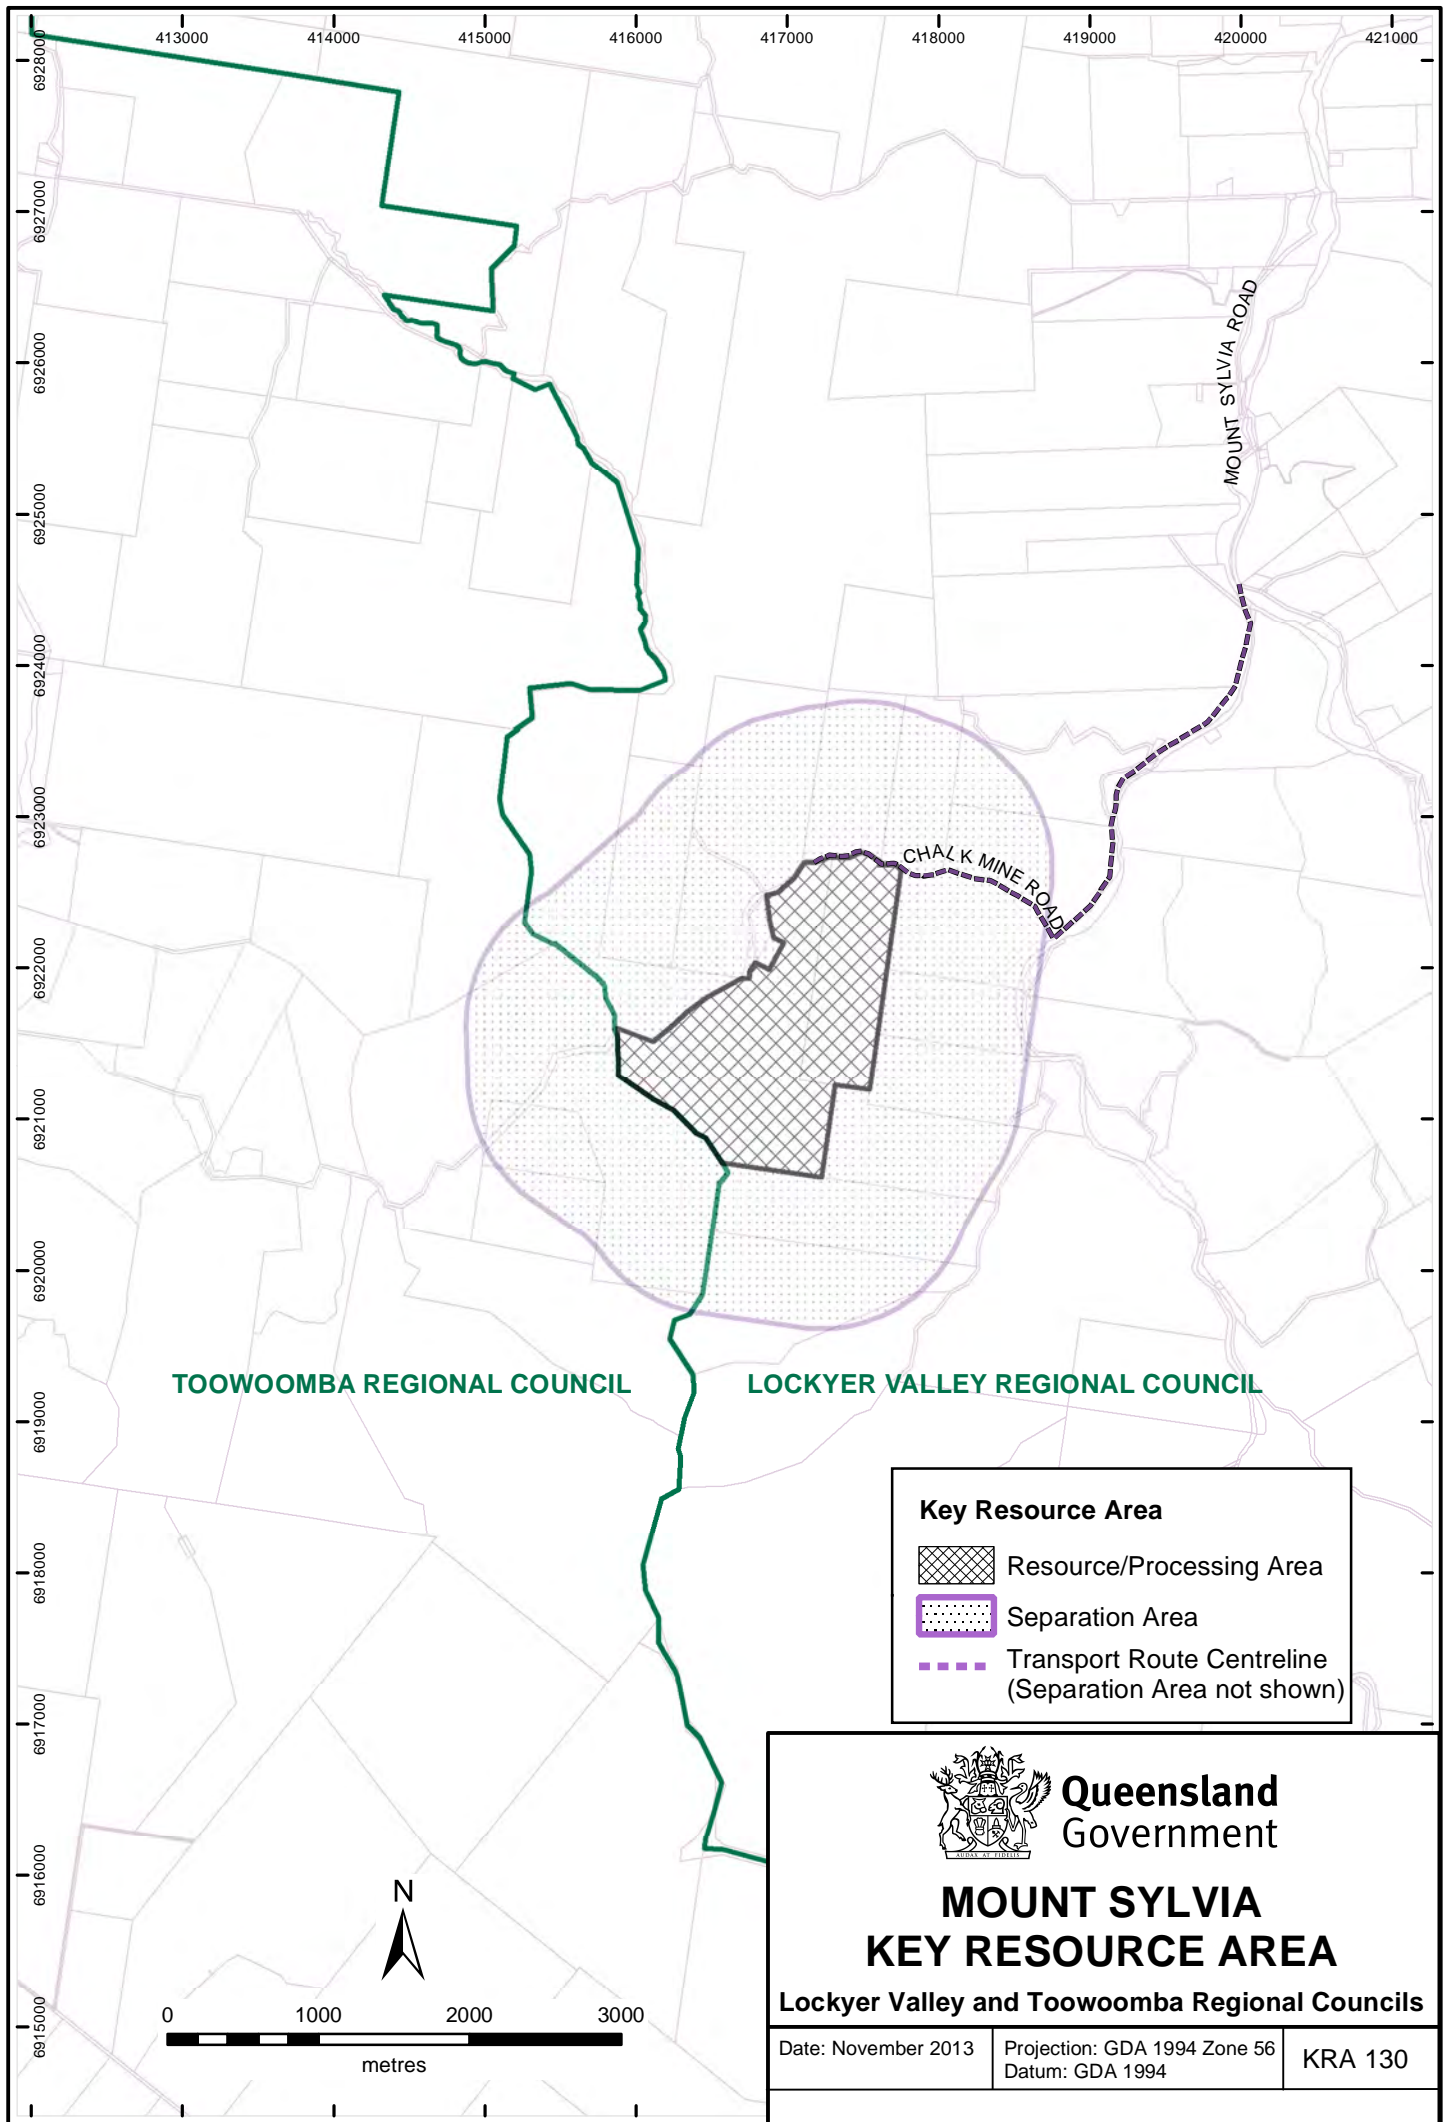 413000 414000 415000 416000 417000 418000 419000 420000 421000
6928000
6927000
6926000
6925000
6924000
6923000
6922000
6921000
6920000
6919000
6918000
6917000
6916000
6915000
MOUNT SYLVIA ROAD
CHALK MINE ROAD
TOOWOOMBA REGIONAL COUNCIL
LOCKYER VALLEY REGIONAL COUNCIL
Key Resource Area
Resource/Processing Area
Separation Area
Transport Route Centreline
(Separation Area not shown)
N
0 1000 2000 3000
metres
AUDAX AT FIDELIS
Queensland
Government
MOUNT SYLVIA
KEY RESOURCE AREA
Lockyer Valley and Toowoomba Regional Councils
Date: November 2013
Projection: GDA 1994 Zone 56
Datum: GDA 1994
KRA 130